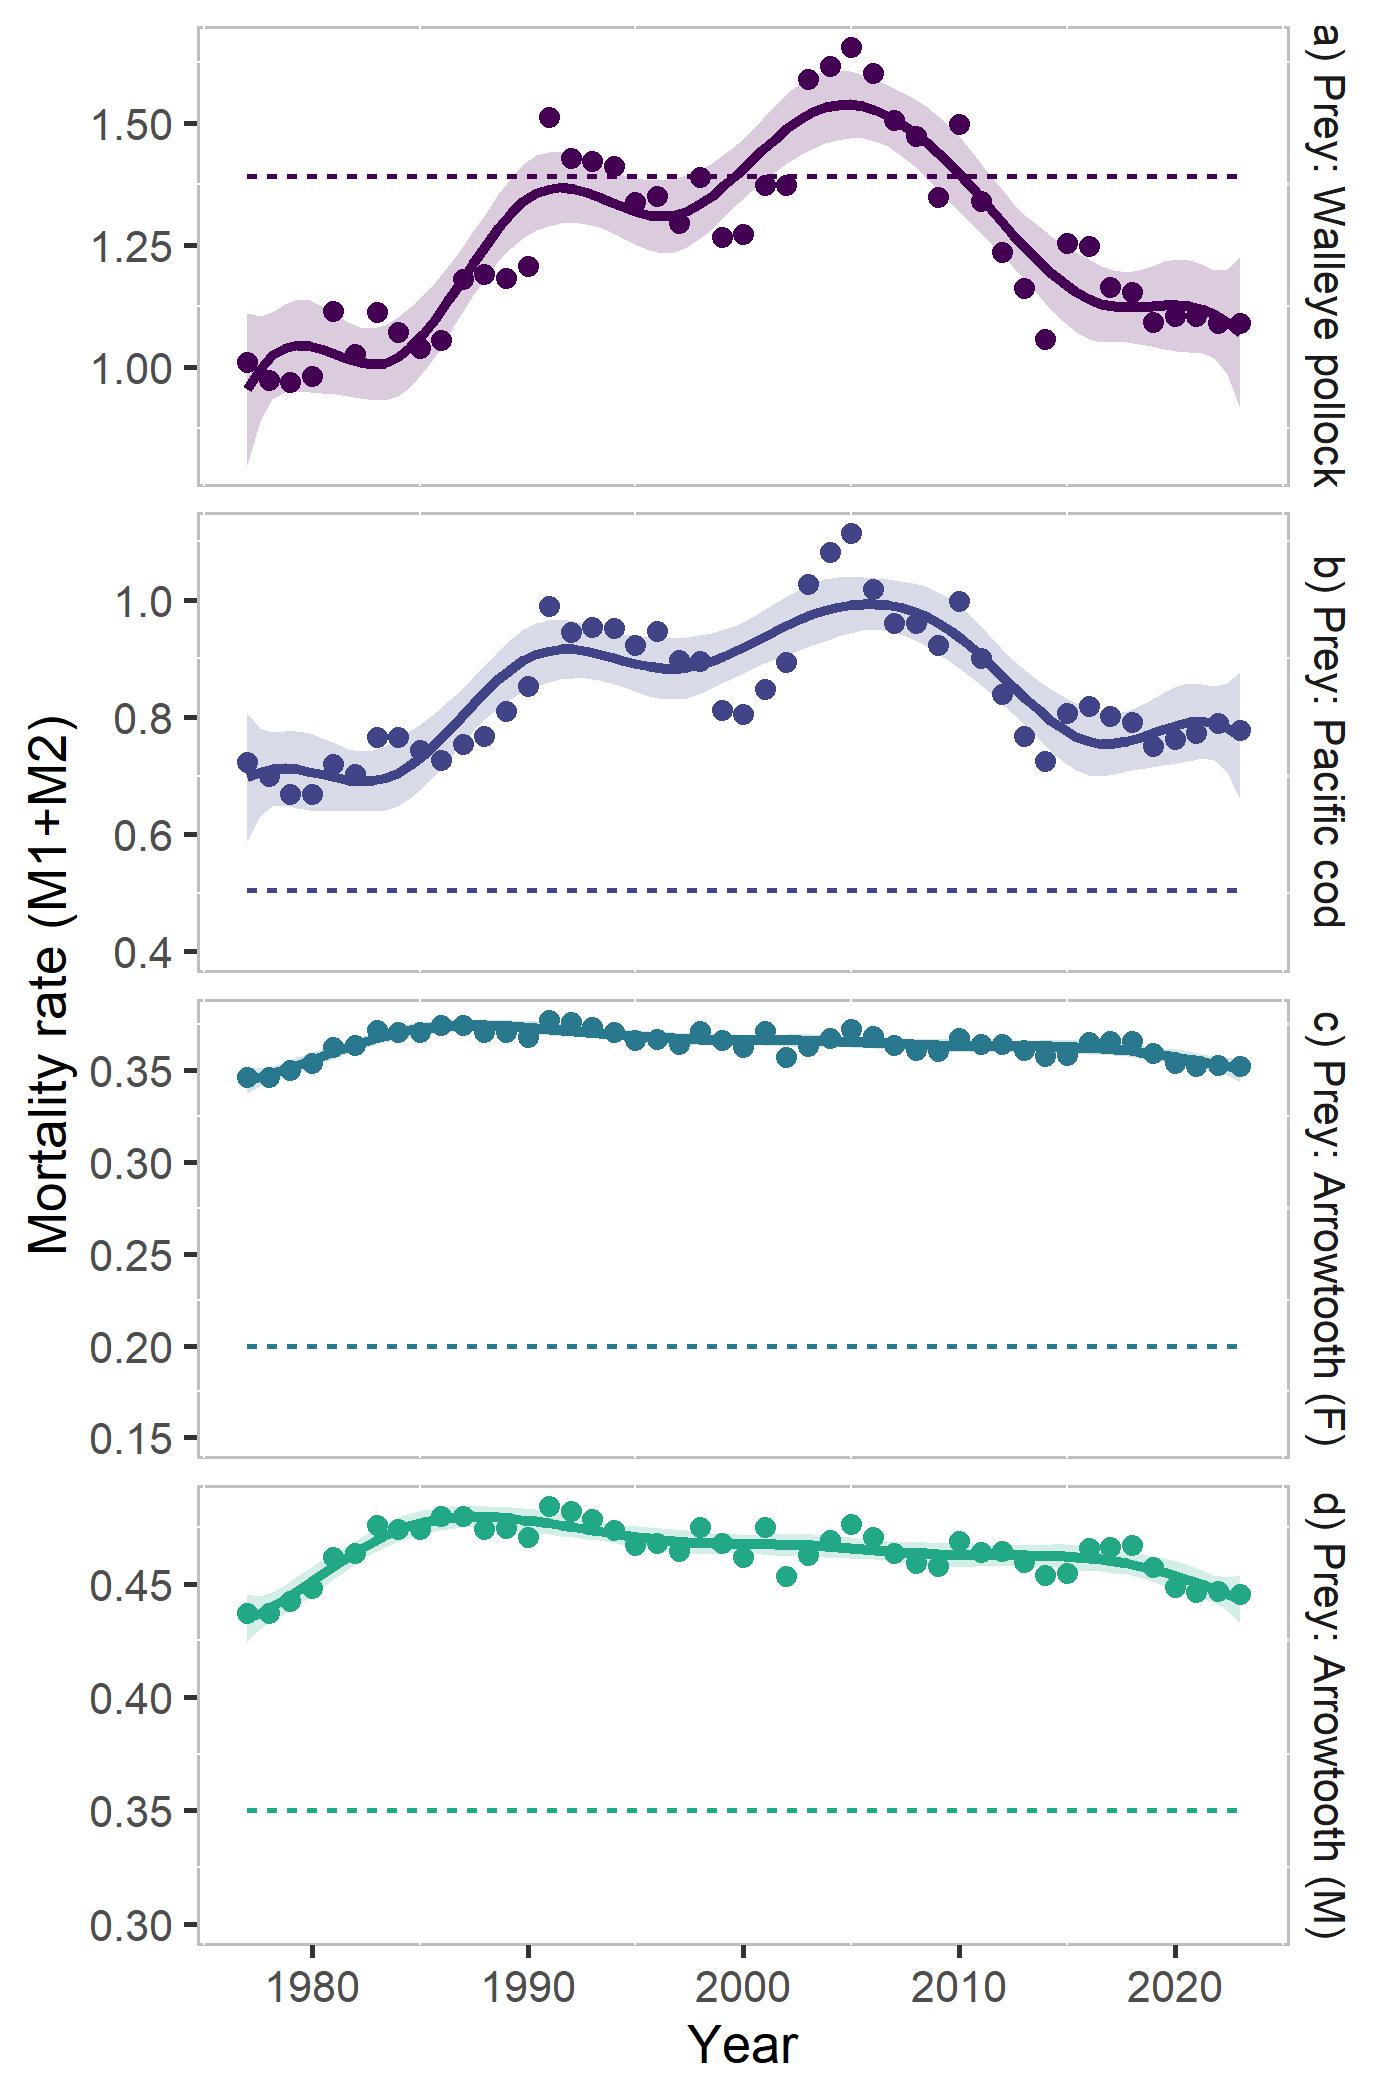 Mortality rate (M1+M2)
1.50
1.25
1.00
a) Prey: Walleye pollock
1.0
0.8
0.6
0.4
b) Prey: Pacific cod
0.35
0.30
0.25
0.20
0.15
c) Prey: Arrowtooth (F)
0.45
0.40
0.35
0.30
d) Prey: Arrowtooth (M)
1980 1990 2000 2010 2020
Year